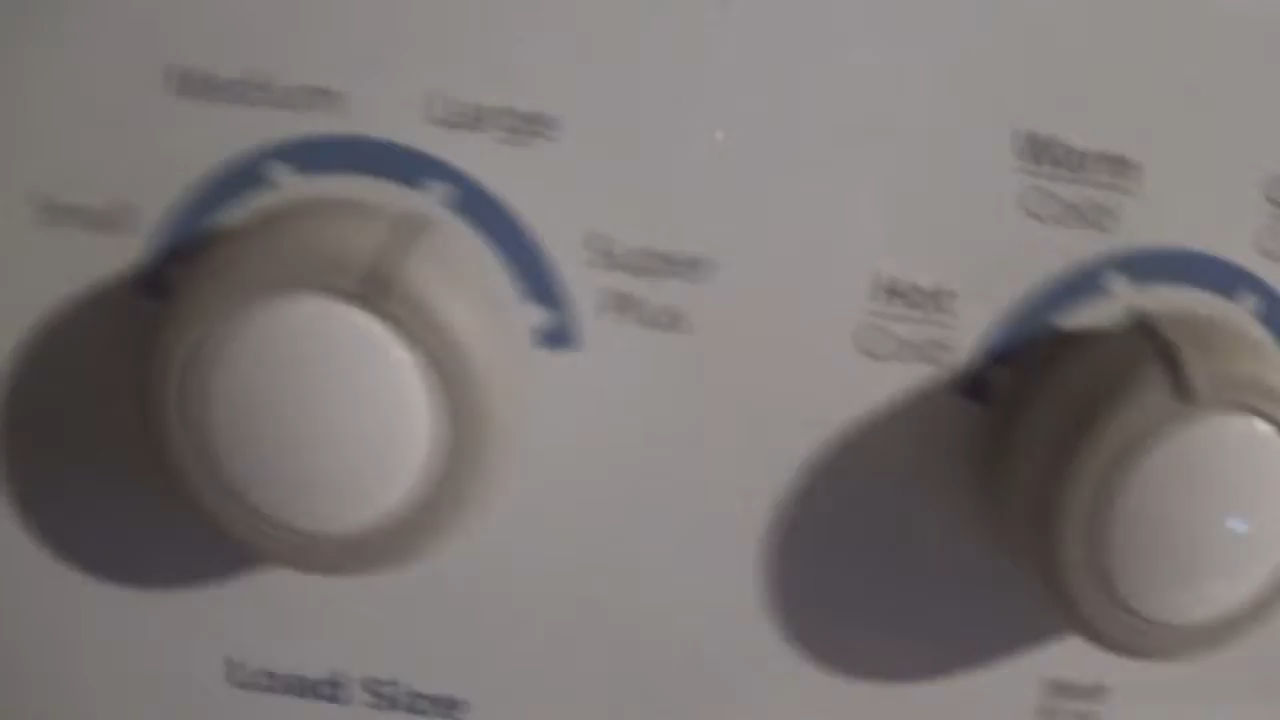 Medium
Large
Small
Super
Plus
Warm
Cold
Hot
Cold
Load Size